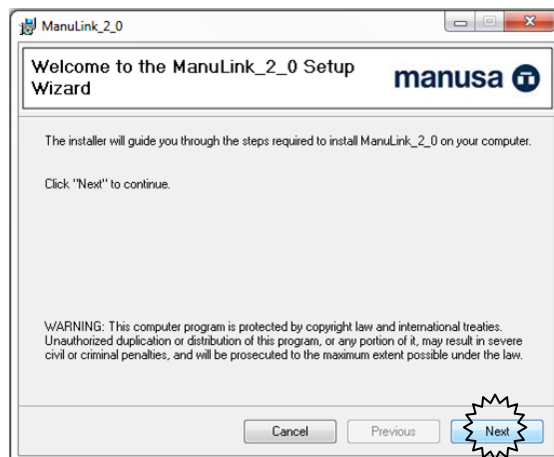 ManuLink_2_0
Welcome to the ManuLink_2_0 Setup
Wizard
manusa
The installer will guide you through the steps required to install ManuLink_2_0 on your computer.
Click "Next" to continue.
WARNING: This computer program is protected by copyright law and international treaties.
Unauthorized duplication or distribution of this program, or any portion of it, may result in severe
civil or criminal penalties, and will be prosecuted to the maximum extent possible under the law.
Cancel
Previous
Next